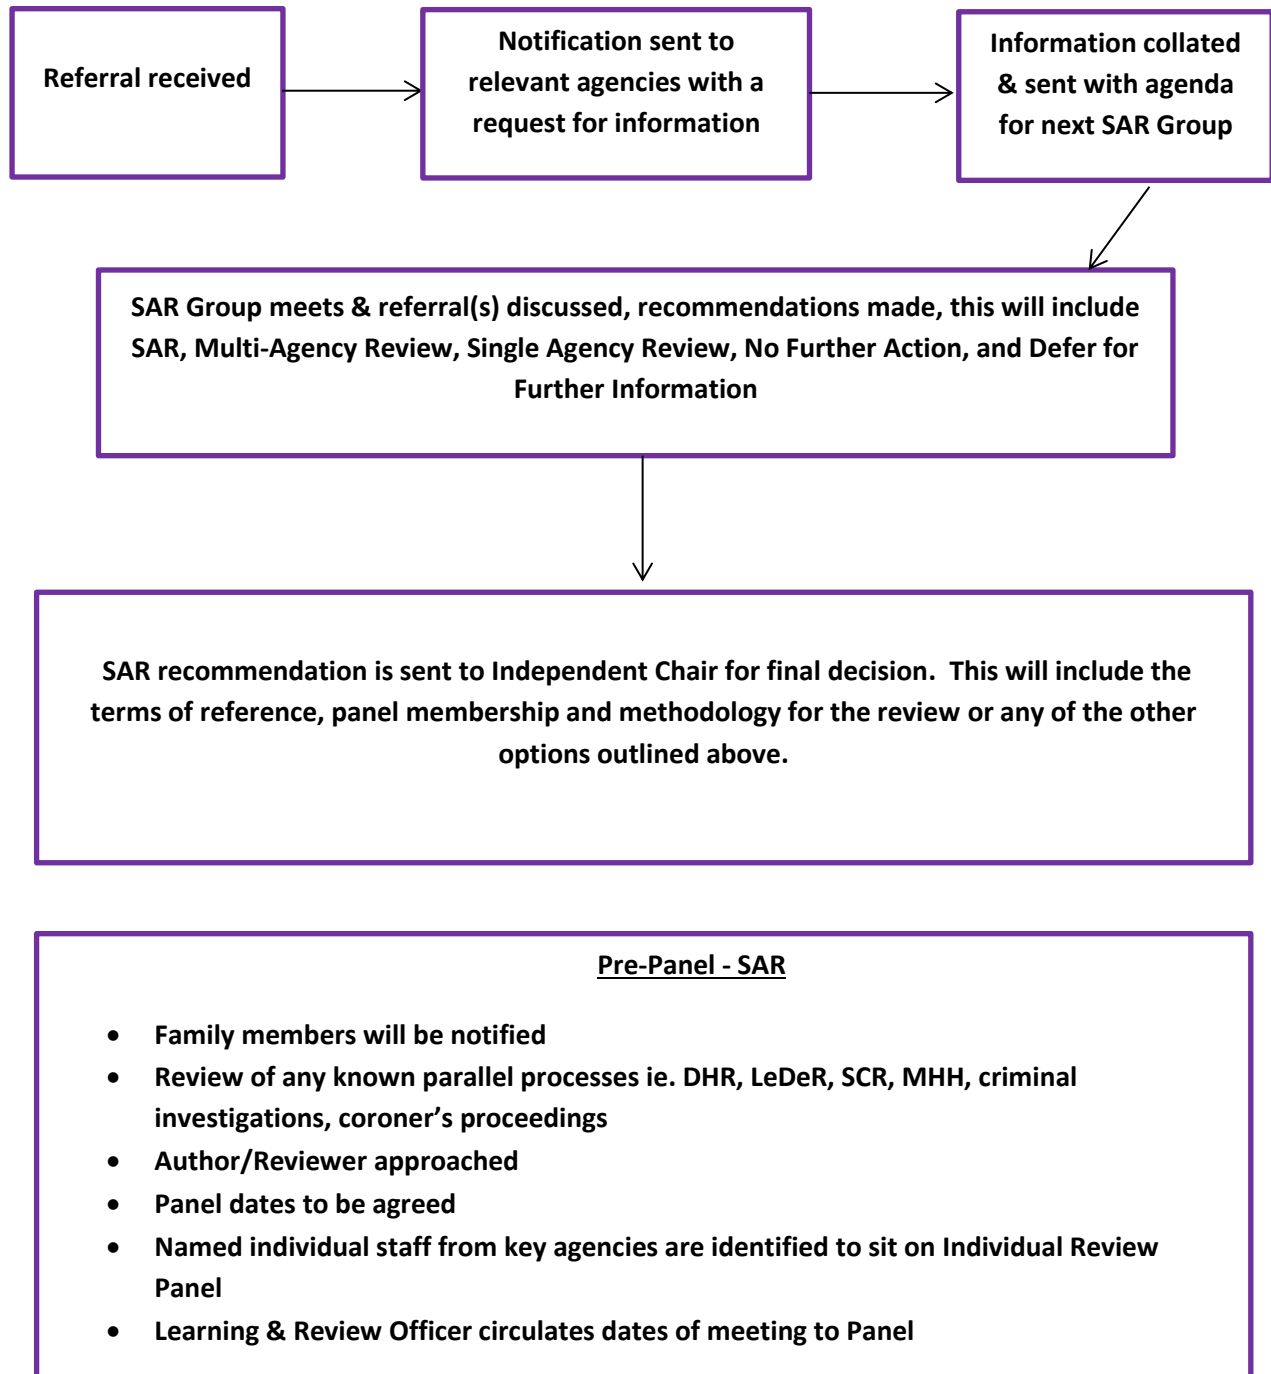 Referral received
Notification sent to
relevant agencies with a
request for information
Information collated
& sent with agenda
for next SAR Group
SAR Group meets & referral(s) discussed, recommendations made, this will include
SAR, Multi-Agency Review, Single Agency Review, No Further Action, and Defer for
Further Information
SAR recommendation is sent to Independent Chair for final decision.  This will include the
terms of reference, panel membership and methodology for the review or any of the other
options outlined above.
Pre-Panel - SAR
• Family members will be notified
• Review of any known parallel processes ie. DHR, LeDeR, SCR, MHH, criminal
investigations, coroner’s proceedings
• Author/Reviewer approached
• Panel dates to be agreed
• Named individual staff from key agencies are identified to sit on Individual Review
Panel
• Learning & Review Officer circulates dates of meeting to Panel